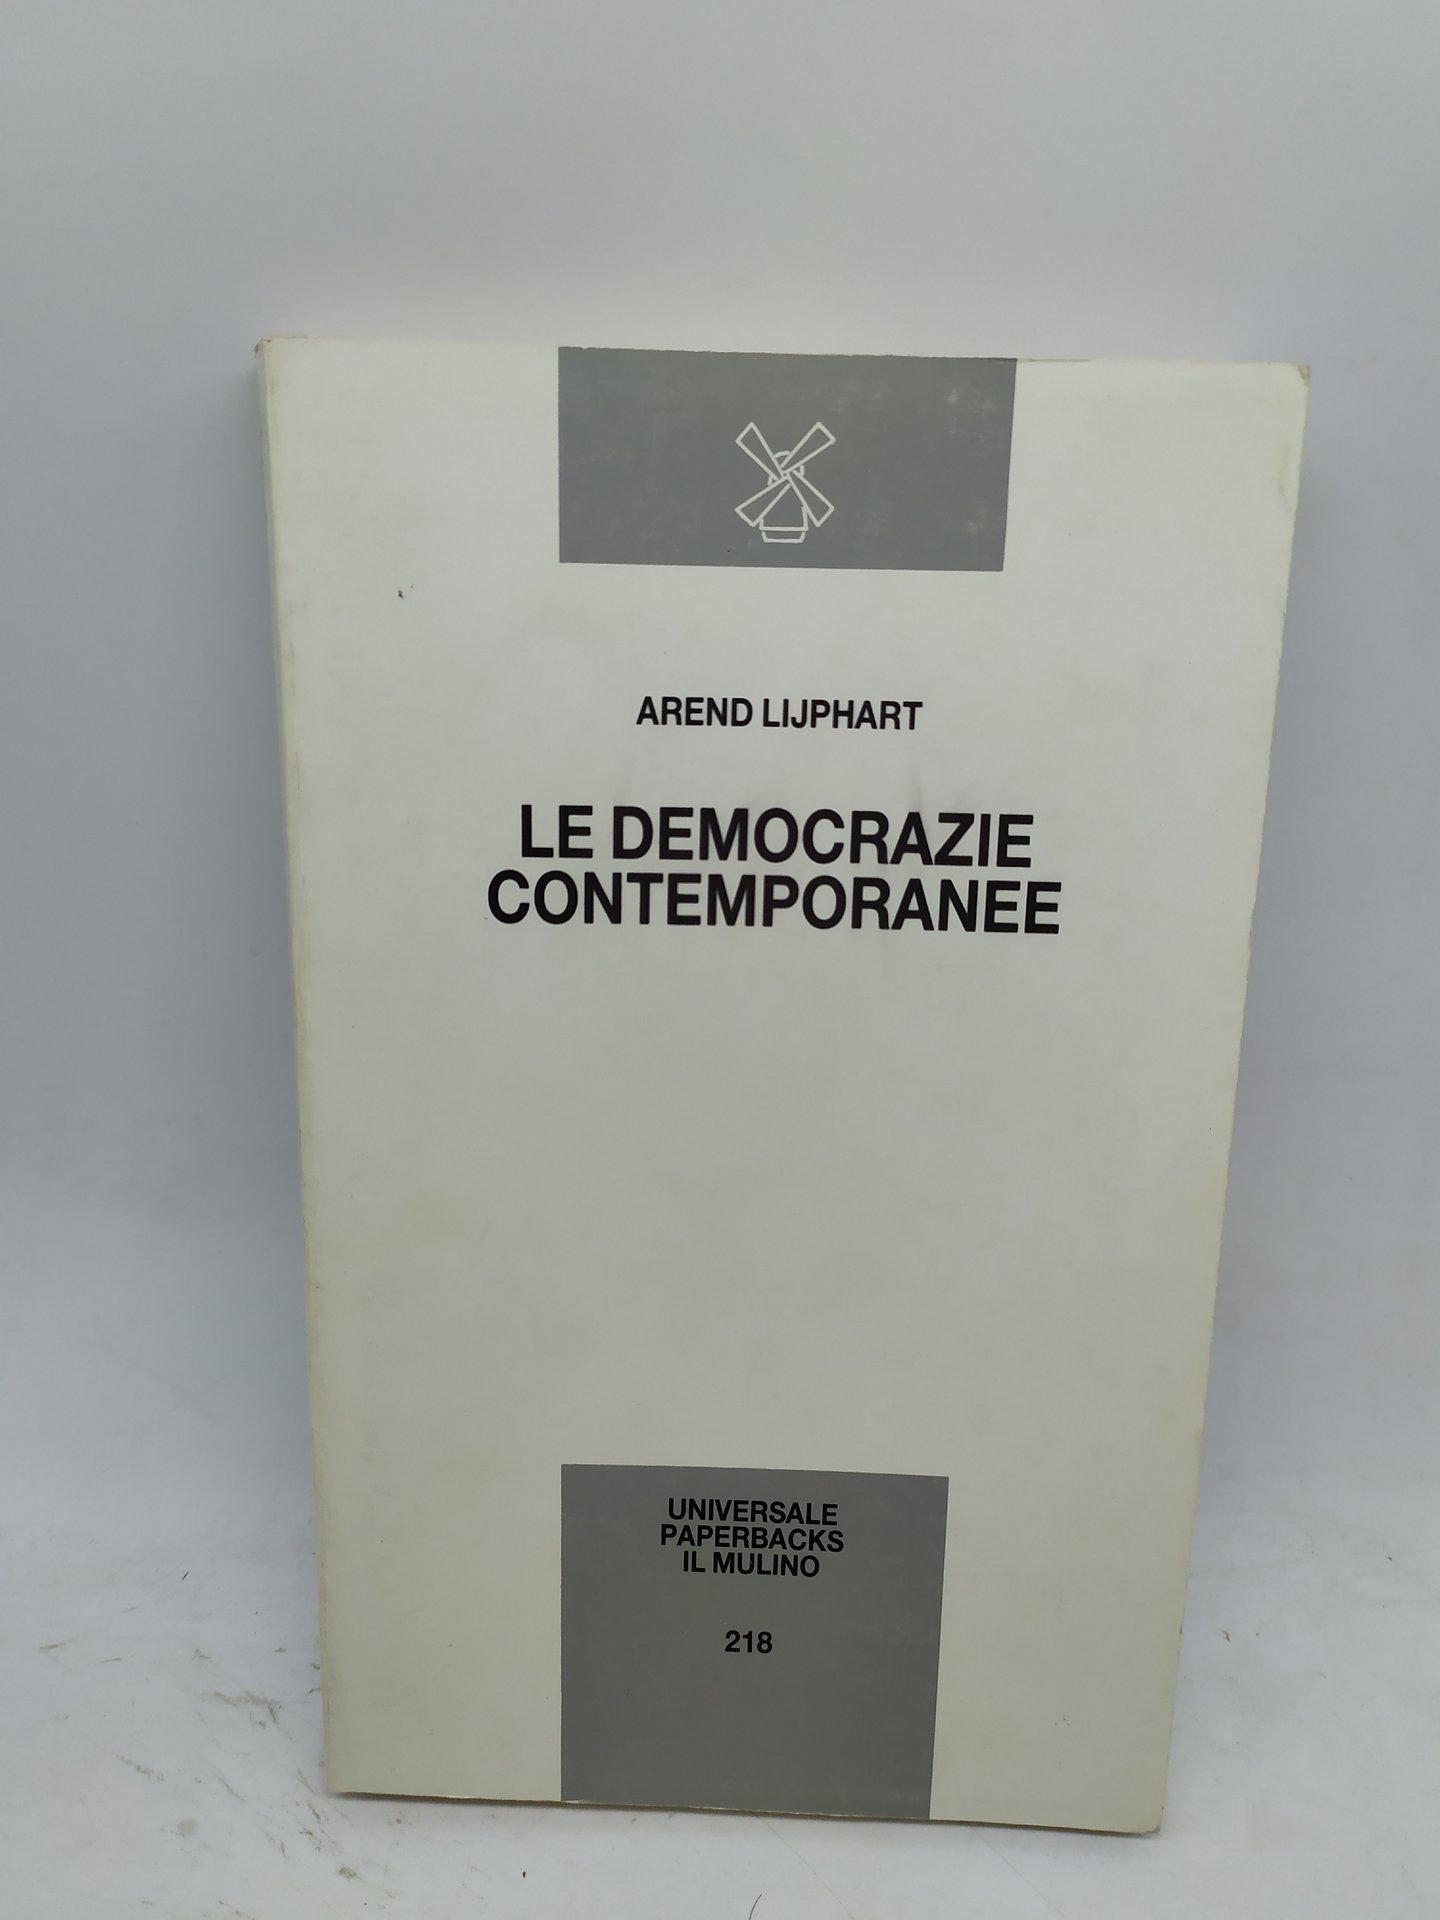 AREND LIJPHART
LE DEMOCRAZIE
CONTEMPORANEE
UNIVERSALE
PAPERBACKS
IL MULINO
218